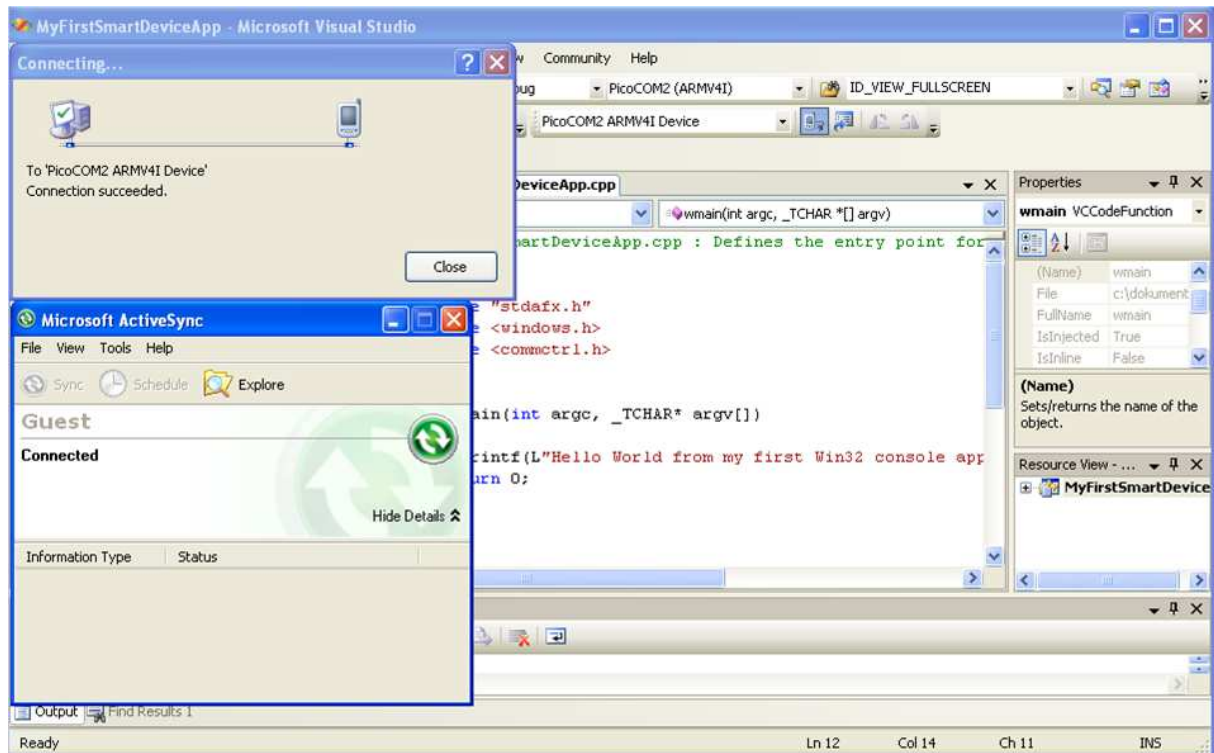 MyFirstSmartDeviceApp - Microsoft Visual Studio
Connecting...
To 'PicoCOM2 ARMV4I Device'
Connection succeeded.
Close
Community Help
PicoCOM2 (ARMV4I) ID_VIEW_FULLSCREEN
PicoCOM2 ARMV4I Device
DeviceApp.cpp
wmain(int argc, _TCHAR *[] argv)
artDeviceApp.cpp : Defines the entry point for
e "stdafx.h"
e <windows.h>
e <commctrl.h>
ain(int argc, _TCHAR* argv[])
rintf(L"Hello World from my first Win32 console app
urn 0;
Microsoft ActiveSync
File View Tools Help
Sync Schedule Explore
Guest
Connected
Hide Details
Information Type Status
Properties
wmain VCCodeFunction
(Name) wmain
File c:\dokument
FullName wmain
IsInjected True
IsInline False
(Name)
Sets/returns the name of the
object.
Resource View - ...
MyFirstSmartDevice
Output Find Results 1
Ready Ln 12 Col 14 Ch 11 INS